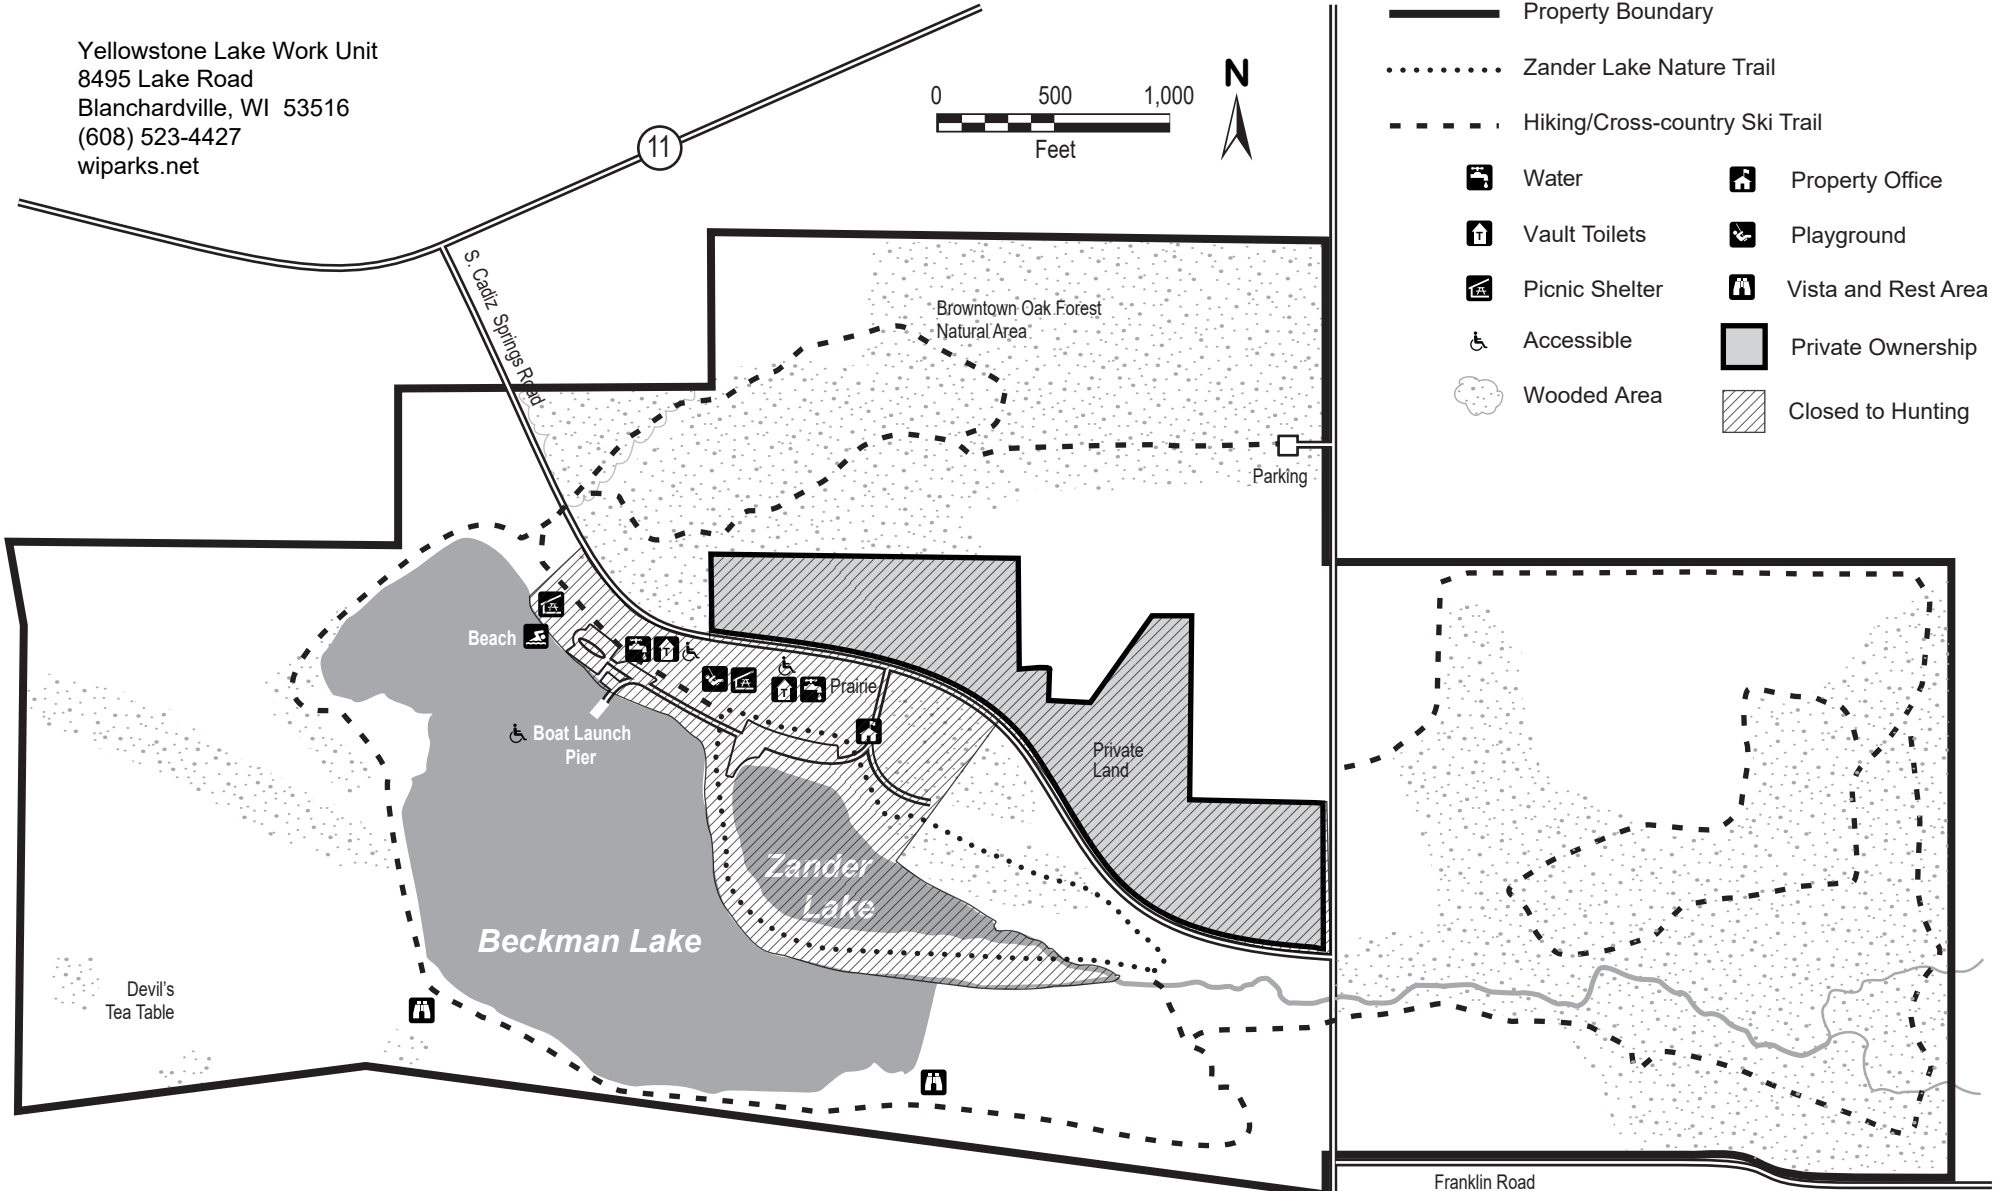 Yellowstone Lake Work Unit
8495 Lake Road
Blanchardville, WI  53516
(608) 523-4427
wiparks.net
11
0 500 1,000
Feet
N
Property Boundary
Zander Lake Nature Trail
Hiking/Cross-country Ski Trail
Water
Property Office
T
Vault Toilets
Playground
Picnic Shelter
Vista and Rest Area
Accessible
Private Ownership
Wooded Area
Closed to Hunting
S. Cadiz Springs Road
Browntown Oak Forest
Natural Area
Parking
Beach
T
T
Prairie
Boat Launch
Pier
Private
Land
Zander
Lake
Beckman Lake
Devil's
Tea Table
Franklin Road